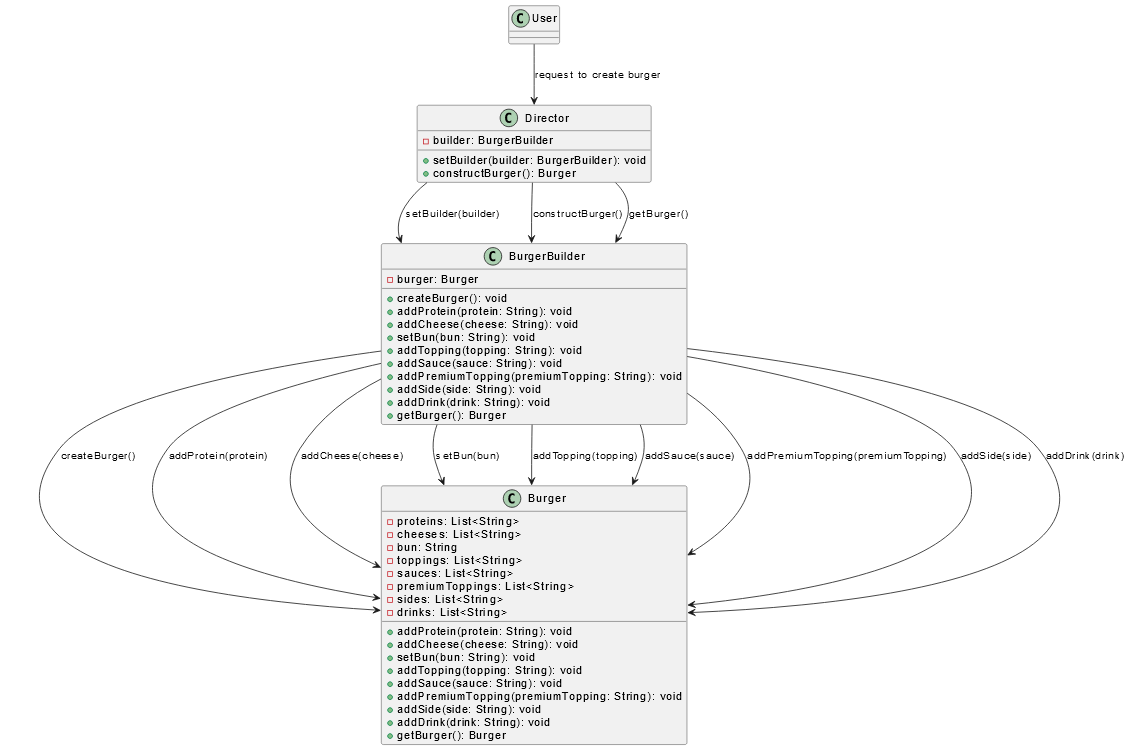 C User
request to create burger
C Director
builder: BurgerBuilder
setBuilder(builder: BurgerBuilder): void
constructBurger(): Burger
setBuilder(builder) constructBurger() getBurger()
C BurgerBuilder
burger: Burger
createBurger(): void
addProtein(protein: String): void
addCheese(cheese: String): void
setBun(bun: String): void
addTopping(topping: String): void
addSauce(sauce: String): void
addPremiumTopping(premiumTopping: String): void
addSide(side: String): void
addDrink(drink: String): void
getBurger(): Burger
createBurger() addProtein(protein) addCheese(cheese) setBun(bun) addTopping(topping) addSauce(sauce) addPremiumTopping(premiumTopping) addSide(side) addDrink(drink)
C Burger
proteins: List<String>
cheeses: List<String>
bun: String
toppings: List<String>
sauces: List<String>
premiumToppings: List<String>
sides: List<String>
drinks: List<String>
addProtein(protein: String): void
addCheese(cheese: String): void
setBun(bun: String): void
addTopping(topping: String): void
addSauce(sauce: String): void
addPremiumTopping(premiumTopping: String): void
addSide(side: String): void
addDrink(drink: String): void
getBurger(): Burger